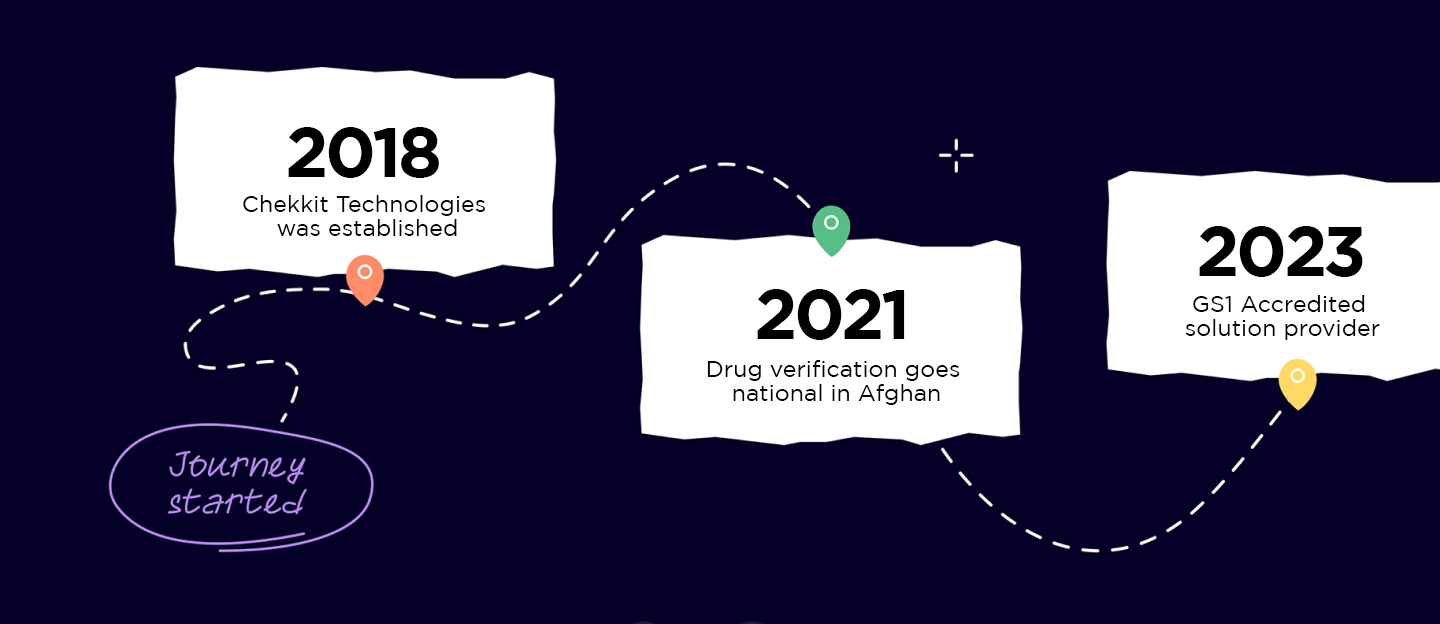 2018
Chekkit Technologies
was established
2021
Drug verification goes
national in Afghan
2023
GS1 Accredited
solution provider
Journey
started